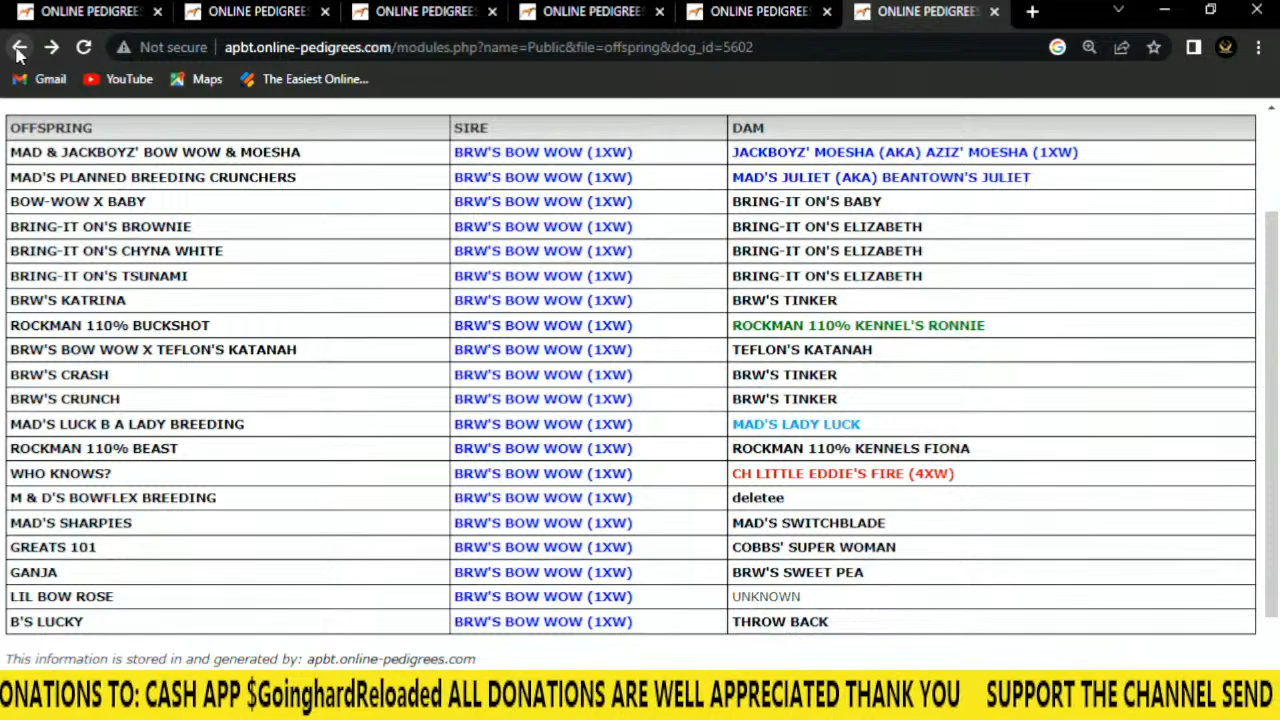 ONLINE PEDIGREES ONLINE PEDIGREES ONLINE PEDIGREES ONLINE PEDIGREES ONLINE PEDIGREES ONLINE PEDIGREES
Not secure apbt.online-pedigrees.com/modules.php?name=Public&file=offspring&dog_id=5602
Gmail YouTube Maps The Easiest Online...
OFFSPRING SIRE DAM
MAD & JACKBOYZ' BOW WOW & MOESHA BRW'S BOW WOW (1XW) JACKBOYZ' MOESHA (AKA) AZIZ' MOESHA (1XW)
MAD'S PLANNED BREEDING CRUNCHERS BRW'S BOW WOW (1XW) MAD'S JULIET (AKA) BEANTOWN'S JULIET
BOW-WOW X BABY BRW'S BOW WOW (1XW) BRING-IT ON'S BABY
BRING-IT ON'S BROWNIE BRW'S BOW WOW (1XW) BRING-IT ON'S ELIZABETH
BRING-IT ON'S CHYNA WHITE BRW'S BOW WOW (1XW) BRING-IT ON'S ELIZABETH
BRING-IT ON'S TSUNAMI BRW'S BOW WOW (1XW) BRING-IT ON'S ELIZABETH
BRW'S KATRINA BRW'S BOW WOW (1XW) BRW'S TINKER
ROCKMAN 110% BUCKSHOT BRW'S BOW WOW (1XW) ROCKMAN 110% KENNEL'S RONNIE
BRW'S BOW WOW X TEFLON'S KATANAH BRW'S BOW WOW (1XW) TEFLON'S KATANAH
BRW'S CRASH BRW'S BOW WOW (1XW) BRW'S TINKER
BRW'S CRUNCH BRW'S BOW WOW (1XW) BRW'S TINKER
MAD'S LUCK B A LADY BREEDING BRW'S BOW WOW (1XW) MAD'S LADY LUCK
ROCKMAN 110% BEAST BRW'S BOW WOW (1XW) ROCKMAN 110% KENNELS FIONA
WHO KNOWS? BRW'S BOW WOW (1XW) CH LITTLE EDDIE'S FIRE (4XW)
M & D'S BOWFLEX BREEDING BRW'S BOW WOW (1XW) deletee
MAD'S SHARPIES BRW'S BOW WOW (1XW) MAD'S SWITCHBLADE
GREATS 101 BRW'S BOW WOW (1XW) COBBS' SUPER WOMAN
GANJA BRW'S BOW WOW (1XW) BRW'S SWEET PEA
LIL BOW ROSE BRW'S BOW WOW (1XW) UNKNOWN
B'S LUCKY BRW'S BOW WOW (1XW) THROW BACK
This information is stored in and generated by: apbt.online-pedigrees.com
ONATIONS TO: CASH APP $GoinghardReloaded ALL DONATIONS ARE WELL APPRECIATED THANK YOU SUPPORT THE CHANNEL SEND